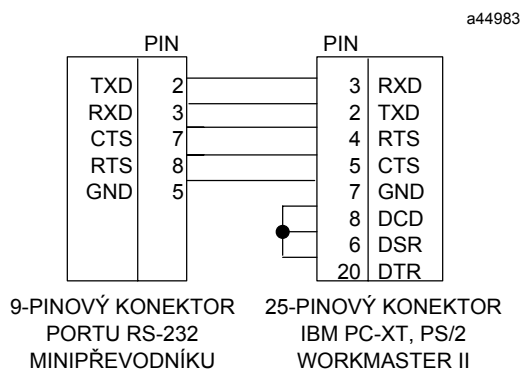 a44983
PIN PIN
TXD 2 3 RXD
RXD 3 2 TXD
CTS 7 4 RTS
RTS 8 5 CTS
GND 5 7 GND
8 DCD
6 DSR
20 DTR
9-PINOVÝ KONEKTOR 25-PINOVÝ KONEKTOR
PORTU RS-232 IBM PC-XT, PS/2
MINIPŘEVODNÍKU WORKMASTER II